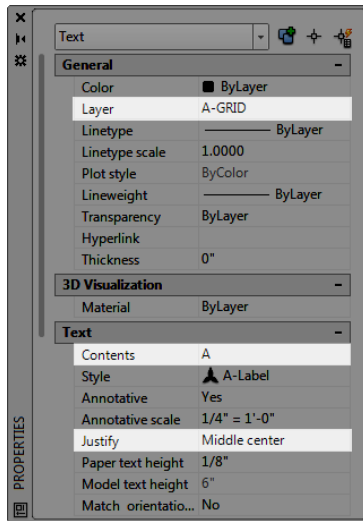 Text
General
Color ByLayer
Layer A-GRID
Linetype ByLayer
Linetype scale 1.0000
Plot style ByColor
Lineweight ByLayer
Transparency ByLayer
Hyperlink
Thickness 0"
3D Visualization
Material ByLayer
Text
Contents A
Style A-Label
Annotative Yes
Annotative scale 1/4" = 1'-0"
Justify Middle center
Paper text height 1/8"
Model text height 6"
Match orientatio... No
PROPERTIES